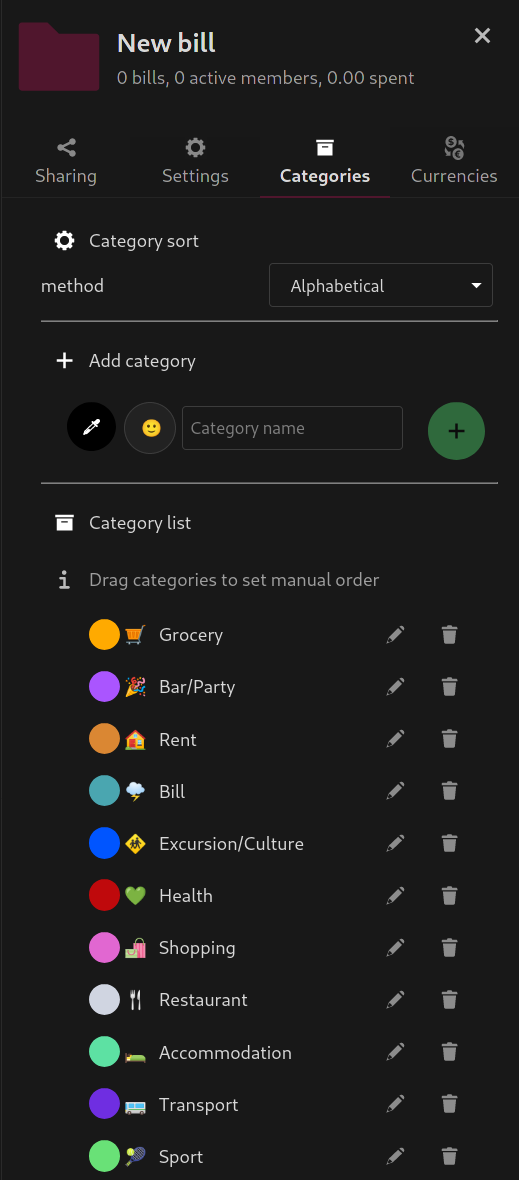 New bill
0 bills, 0 active members, 0.00 spent
Sharing
Settings
Categories
Currencies
Category sort
method
Alphabetical
Add category
Category name
Category list
Drag categories to set manual order
Grocery
Bar/Party
Rent
Bill
Excursion/Culture
Health
Shopping
Restaurant
Accommodation
Transport
Sport